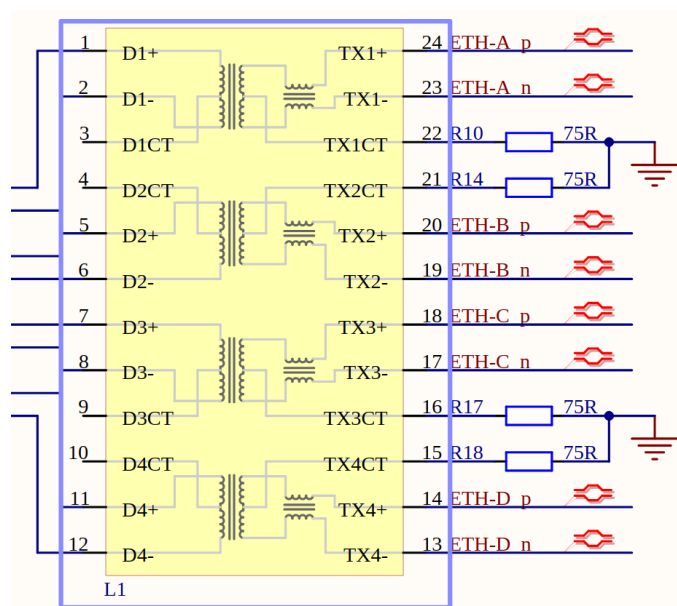 1 D1+ TX1+ 24 ETH-A_p
2 D1- TX1- 23 ETH-A_n
3 D1CT TX1CT 22 R10 75R
4 D2CT TX2CT 21 R14 75R
5 D2+ TX2+ 20 ETH-B_p
6 D2- TX2- 19 ETH-B_n
7 D3+ TX3+ 18 ETH-C_p
8 D3- TX3- 17 ETH-C_n
9 D3CT TX3CT 16 R17 75R
10 D4CT TX4CT 15 R18 75R
11 D4+ TX4+ 14 ETH-D_p
12 D4- TX4- 13 ETH-D_n
L1